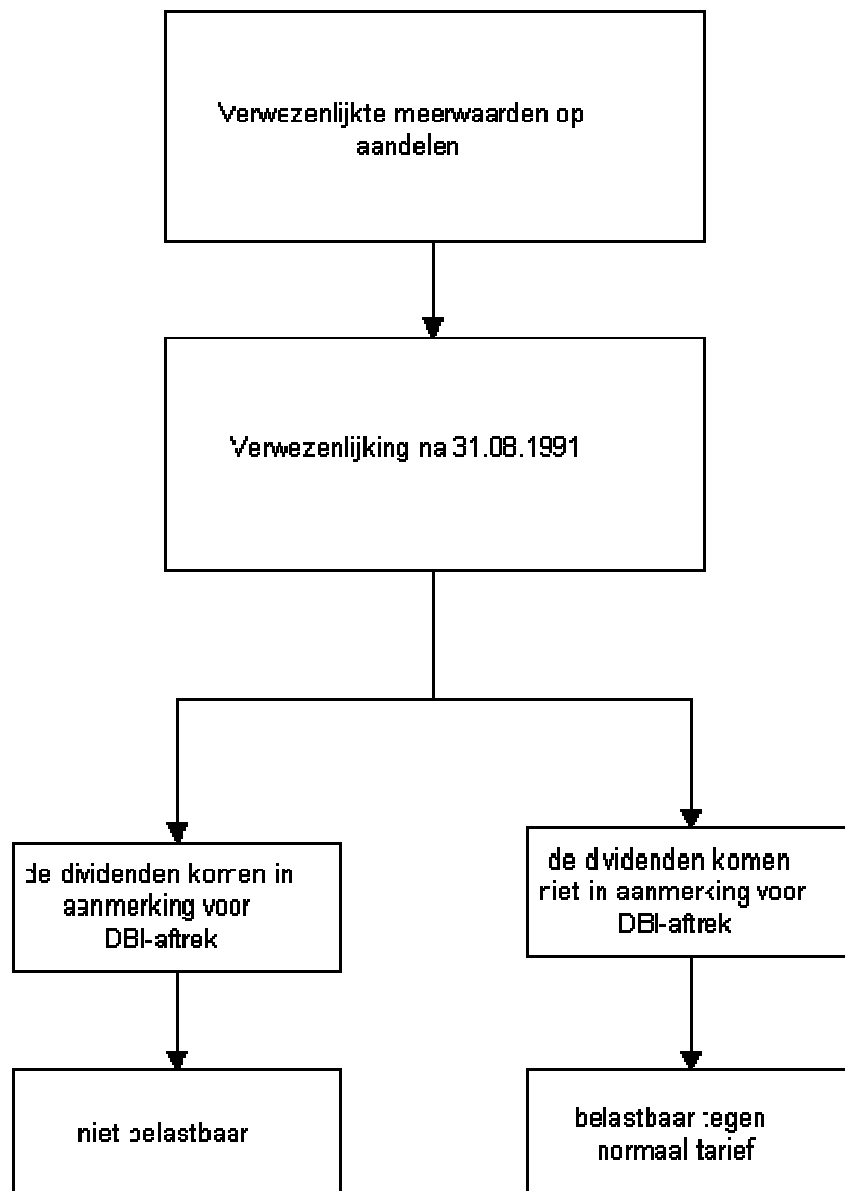 Verwezenlijkte meerwaarden op
aandelen
Verwezenlijking na 31.08.1991
de dividenden komen in
aanmerking voor
DBI-aftrek
de dividenden komen
niet in aanmerking voor
DBI-aftrek
niet belastbaar
belastbaar tegen
normaal tarief